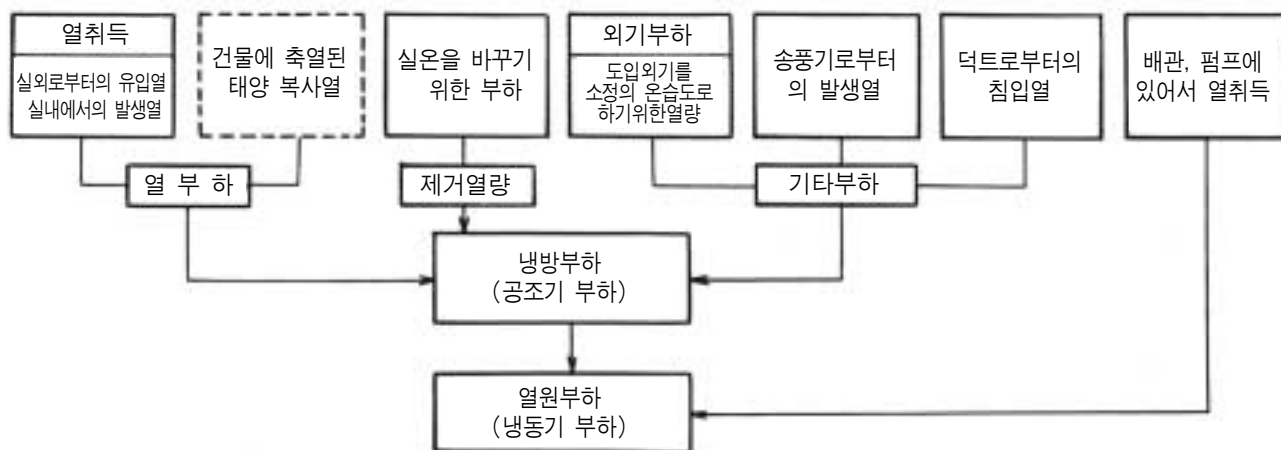 열취득
실외로부터의 유입열
실내에서의 발생열
건물에 축열된
태양 복사열
실온을 바꾸기
위한 부하
외기부하
도입외기를
소정의 온습도로
하기위한열량
송풍기로부터
의 발생열
덕트로부터의
침입열
배관, 펌프에
있어서 열취득
열 부 하
제거열량
기타부하
냉방부하
(공조기 부하)
열원부하
(냉동기 부하)